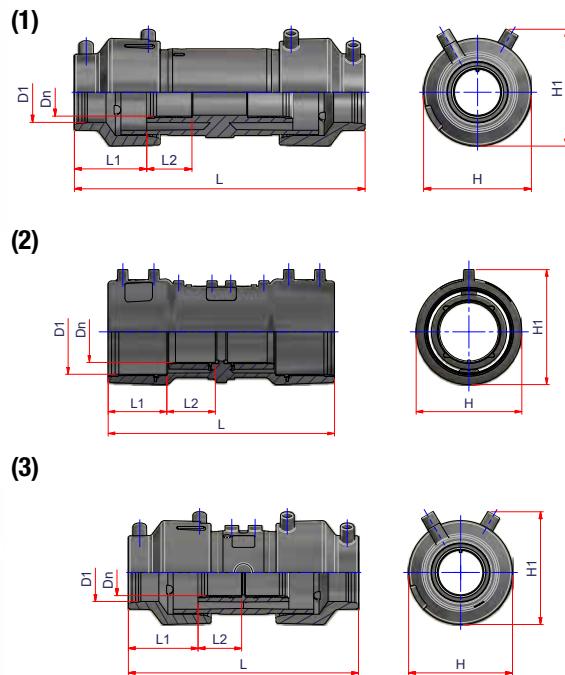 (1)
D1
Dn
L1
L2
L
H
H1
(2)
D1
Dn
L1
L2
L
H
H1
(3)
D1
Dn
L1
L2
L
H
H1